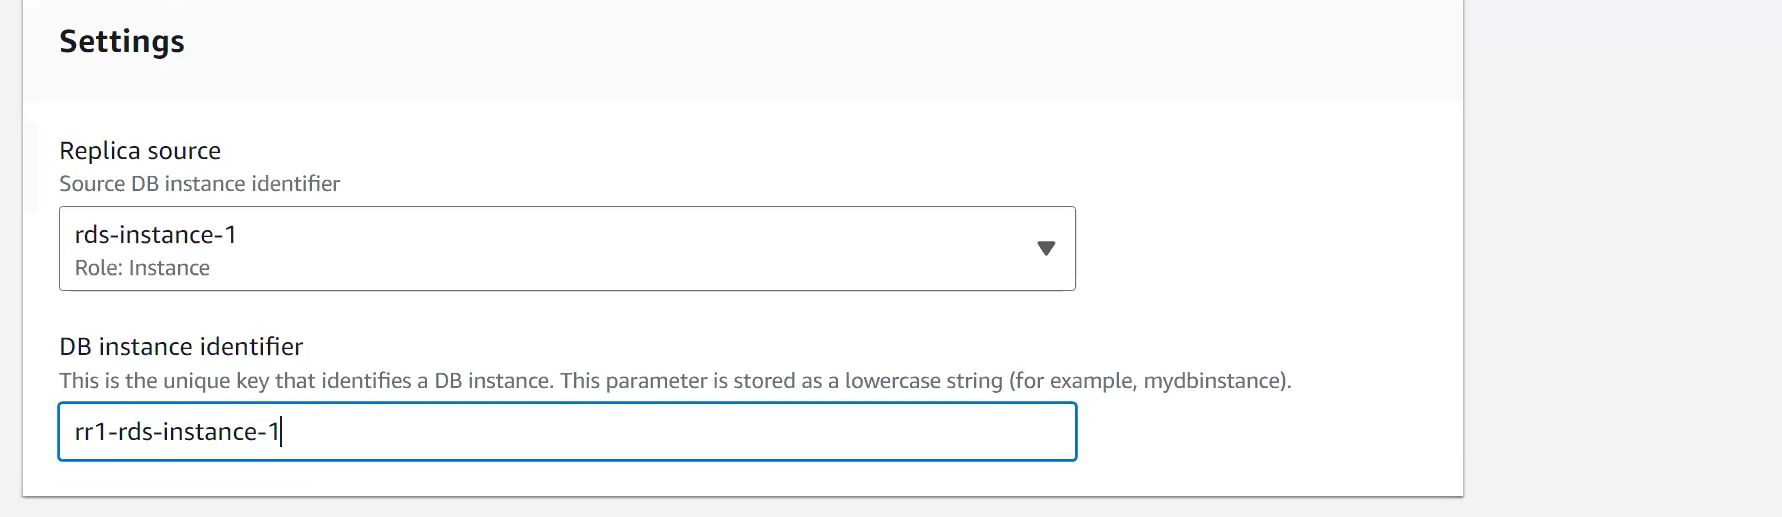 Settings
Replica source
Source DB instance identifier
rds-instance-1
Role: Instance
DB instance identifier
This is the unique key that identifies a DB instance. This parameter is stored as a lowercase string (for example, mydbinstance).
rr1-rds-instance-1